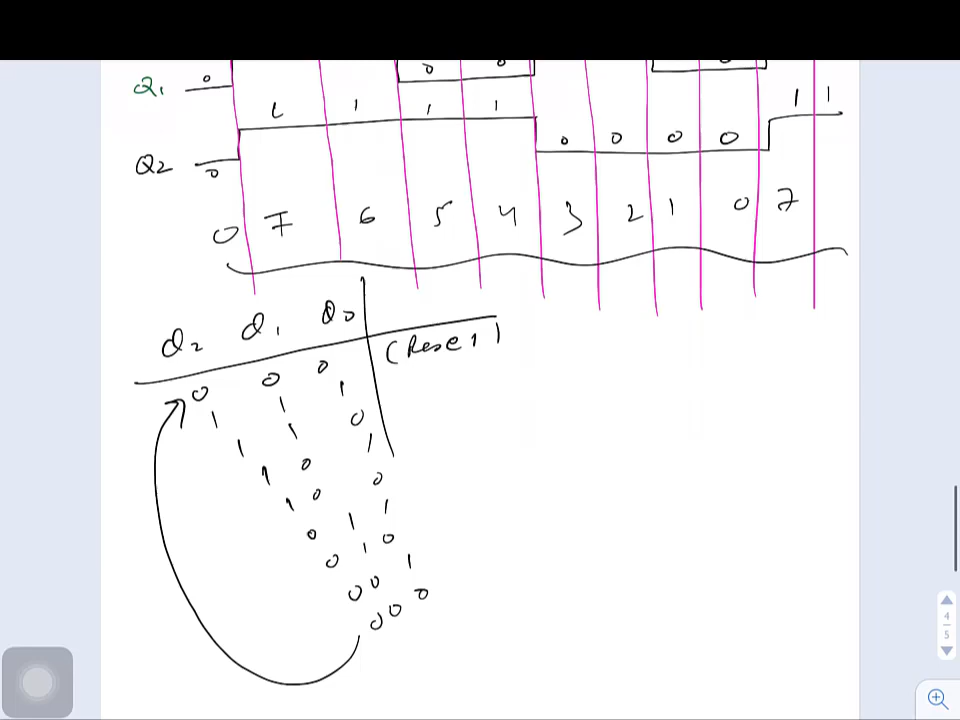 0 0
Q1 0
1 1 1 1 1 1
Q2 0 0 0 0 0
0 7 6 5 4 3 2 1 0 7
Q2 Q1 Q0
(Reset)
0 0 0
1 1 1
1 1 0
1 0 1
1 0 0
0 1 1
0 1 0
0 0 1
0 0 0
4
5